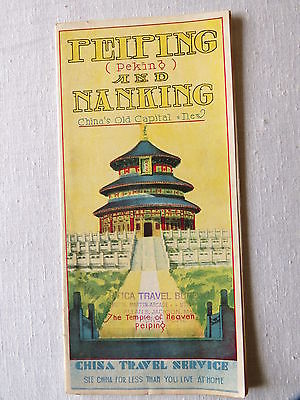 PEIPING
(Peking)
AND
NANKING
China's Old Capital & New
TRAVEL
The Temple of Heaven
Peiping
CHINA TRAVEL SERVICE
SEE CHINA FOR LESS THAN YOU LIVE AT HOME